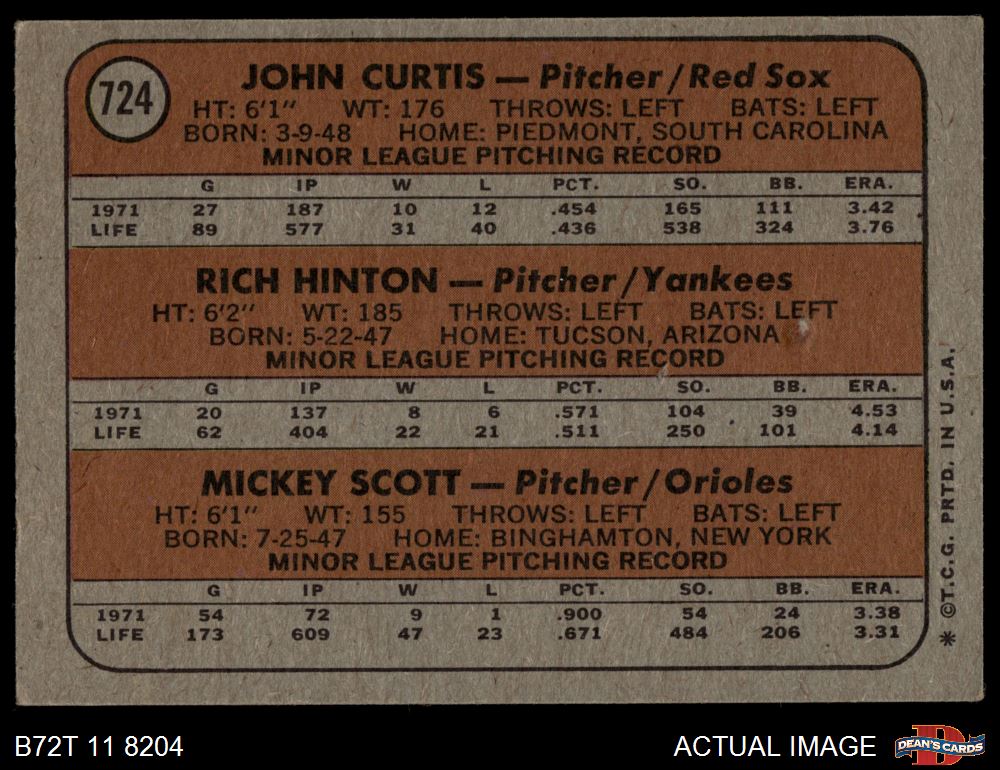 724
JOHN CURTIS — Pitcher/Red Sox
HT: 6'1" WT: 176 THROWS: LEFT BATS: LEFT
BORN: 3-9-48 HOME: PIEDMONT, SOUTH CAROLINA
MINOR LEAGUE PITCHING RECORD
G IP W L PCT. SO. BB. ERA.
1971 27 187 10 12 .454 165 111 3.42
LIFE 89 577 31 40 .436 538 324 3.76
RICH HINTON — Pitcher/Yankees
HT: 6'2" WT: 185 THROWS: LEFT BATS: LEFT
BORN: 5-22-47 HOME: TUCSON, ARIZONA
MINOR LEAGUE PITCHING RECORD
G IP W L PCT. SO. BB. ERA.
1971 20 137 8 6 .571 104 39 4.53
LIFE 62 404 22 21 .511 250 101 4.14
MICKEY SCOTT — Pitcher/Orioles
HT: 6'1" WT: 155 THROWS: LEFT BATS: LEFT
BORN: 7-25-47 HOME: BINGHAMTON, NEW YORK
MINOR LEAGUE PITCHING RECORD
G IP W L PCT. SO. BB. ERA.
1971 54 72 9 1 .900 54 24 3.38
LIFE 173 609 47 23 .671 484 206 3.31
* ©T.C.G. PRTD. IN U.S.A.
B72T 11 8204
ACTUAL IMAGE
D
DEAN'S CARDS